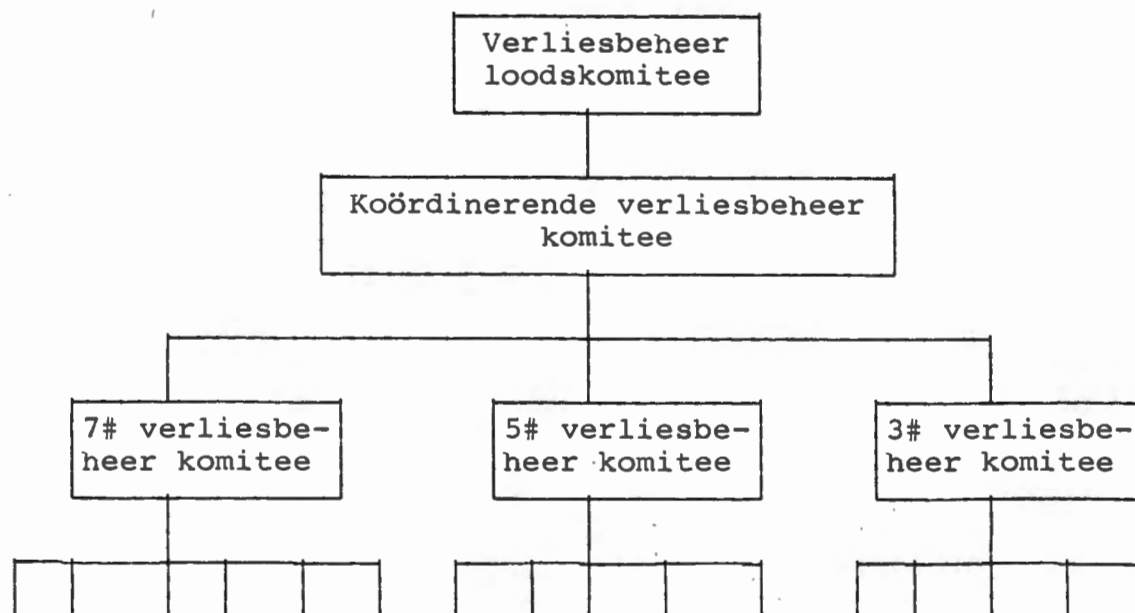 Verliesbeheer
loodskomitee
Koördinerende verliesbeheer
komitee
7# verliesbe-
heer komitee
5# verliesbe-
heer komitee
3# verliesbe-
heer komitee